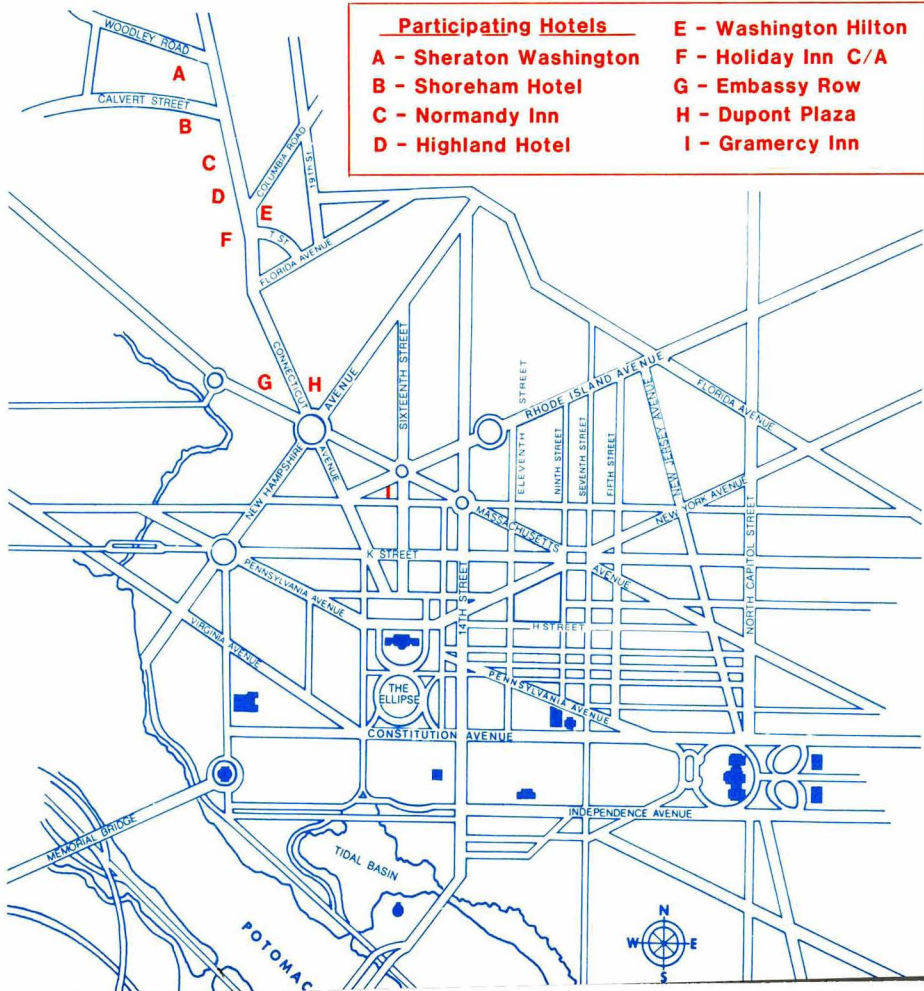 Participating Hotels
A - Sheraton Washington
B - Shoreham Hotel
C - Normandy Inn
D - Highland Hotel
E - Washington Hilton
F - Holiday Inn C/A
G - Embassy Row
H - Dupont Plaza
I - Gramercy Inn
WOODLEY ROAD
A
CALVERT STREET
B
C
D
COLUMBIA ROAD
19TH St.
E
F
T ST
FLORIDA AVENUE
CONNECTICUT
AVENUE
G
H
AVENUE
SIXTEENTH STREET
RHODE ISLAND AVENUE
ELEVENTH STREET
NINTH STREET
SEVENTH STREET
FIFTH STREET
NEW JERSEY AVENUE
FLORIDA AVENUE
NEW HAMPSHIRE
I
MASSACHUSETTS
AVENUE
NEW YORK AVENUE
NORTH CAPITOL STREET
K STREET
PENNSYLVANIA AVENUE
14TH STREET
H STREET
VIRGINIA AVENUE
THE
ELLIPSE
PENNSYLVANIA AVENUE
CONSTITUTION AVENUE
INDEPENDENCE AVENUE
MEMORIAL BRIDGE
TIDAL BASIN
POTOMAC
N
W
E
S